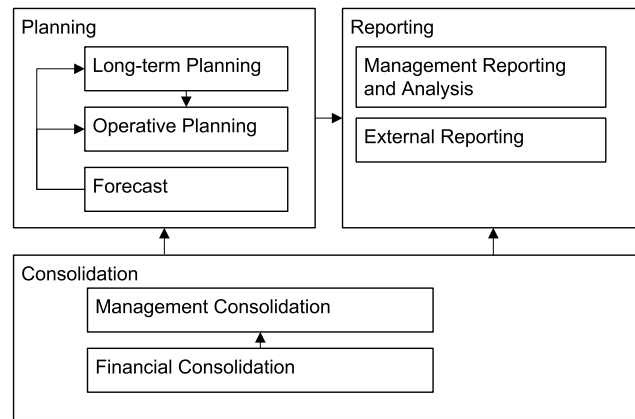 Planning
Long-term Planning
Operative Planning
Forecast
Reporting
Management Reporting
and Analysis
External Reporting
Consolidation
Management Consolidation
Financial Consolidation